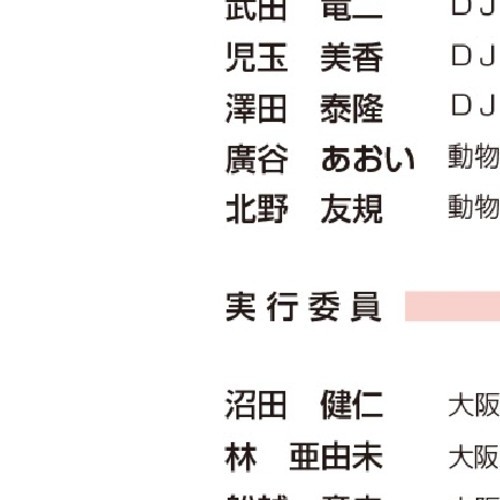 武田　竜二　ＤＪ
児玉　美香　ＤＪ
澤田　泰隆　ＤＪ
廣谷　あおい　動物
北野　友規　動物
実行委員
沼田　健仁　大阪
林　亜由未　大阪